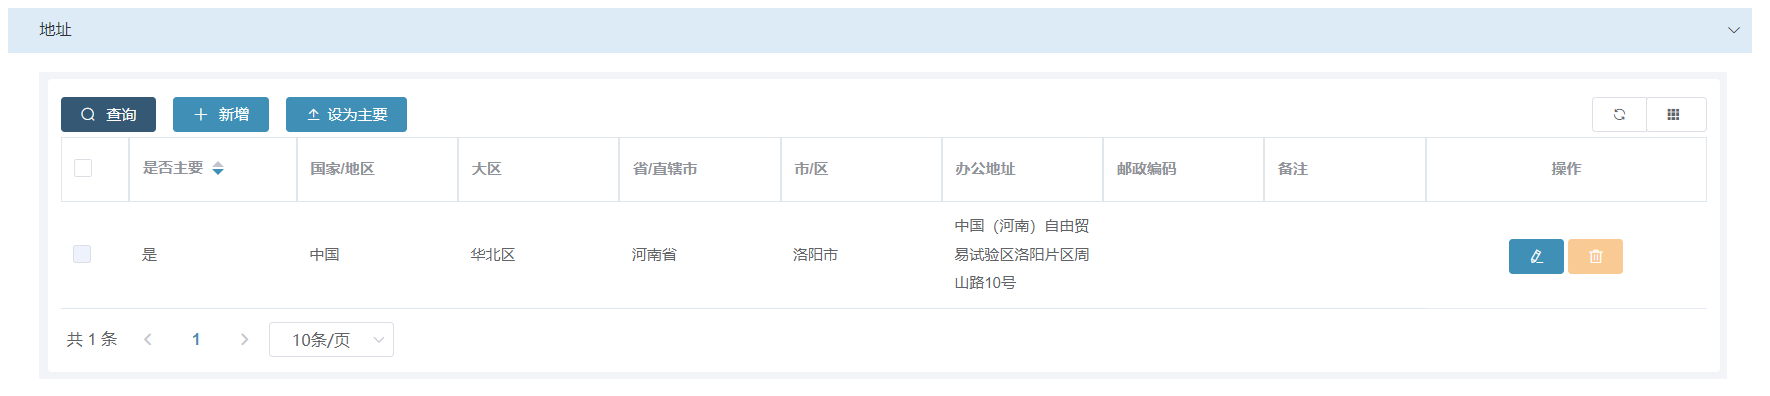 地址
查询 新增 设为主要
是否主要 国家/地区 大区 省/直辖市 市/区 办公地址 邮政编码 备注 操作
是 中国 华北区 河南省 洛阳市 中国（河南）自由贸
易试验区洛阳片区周
山路10号
共 1 条 1 10条/页